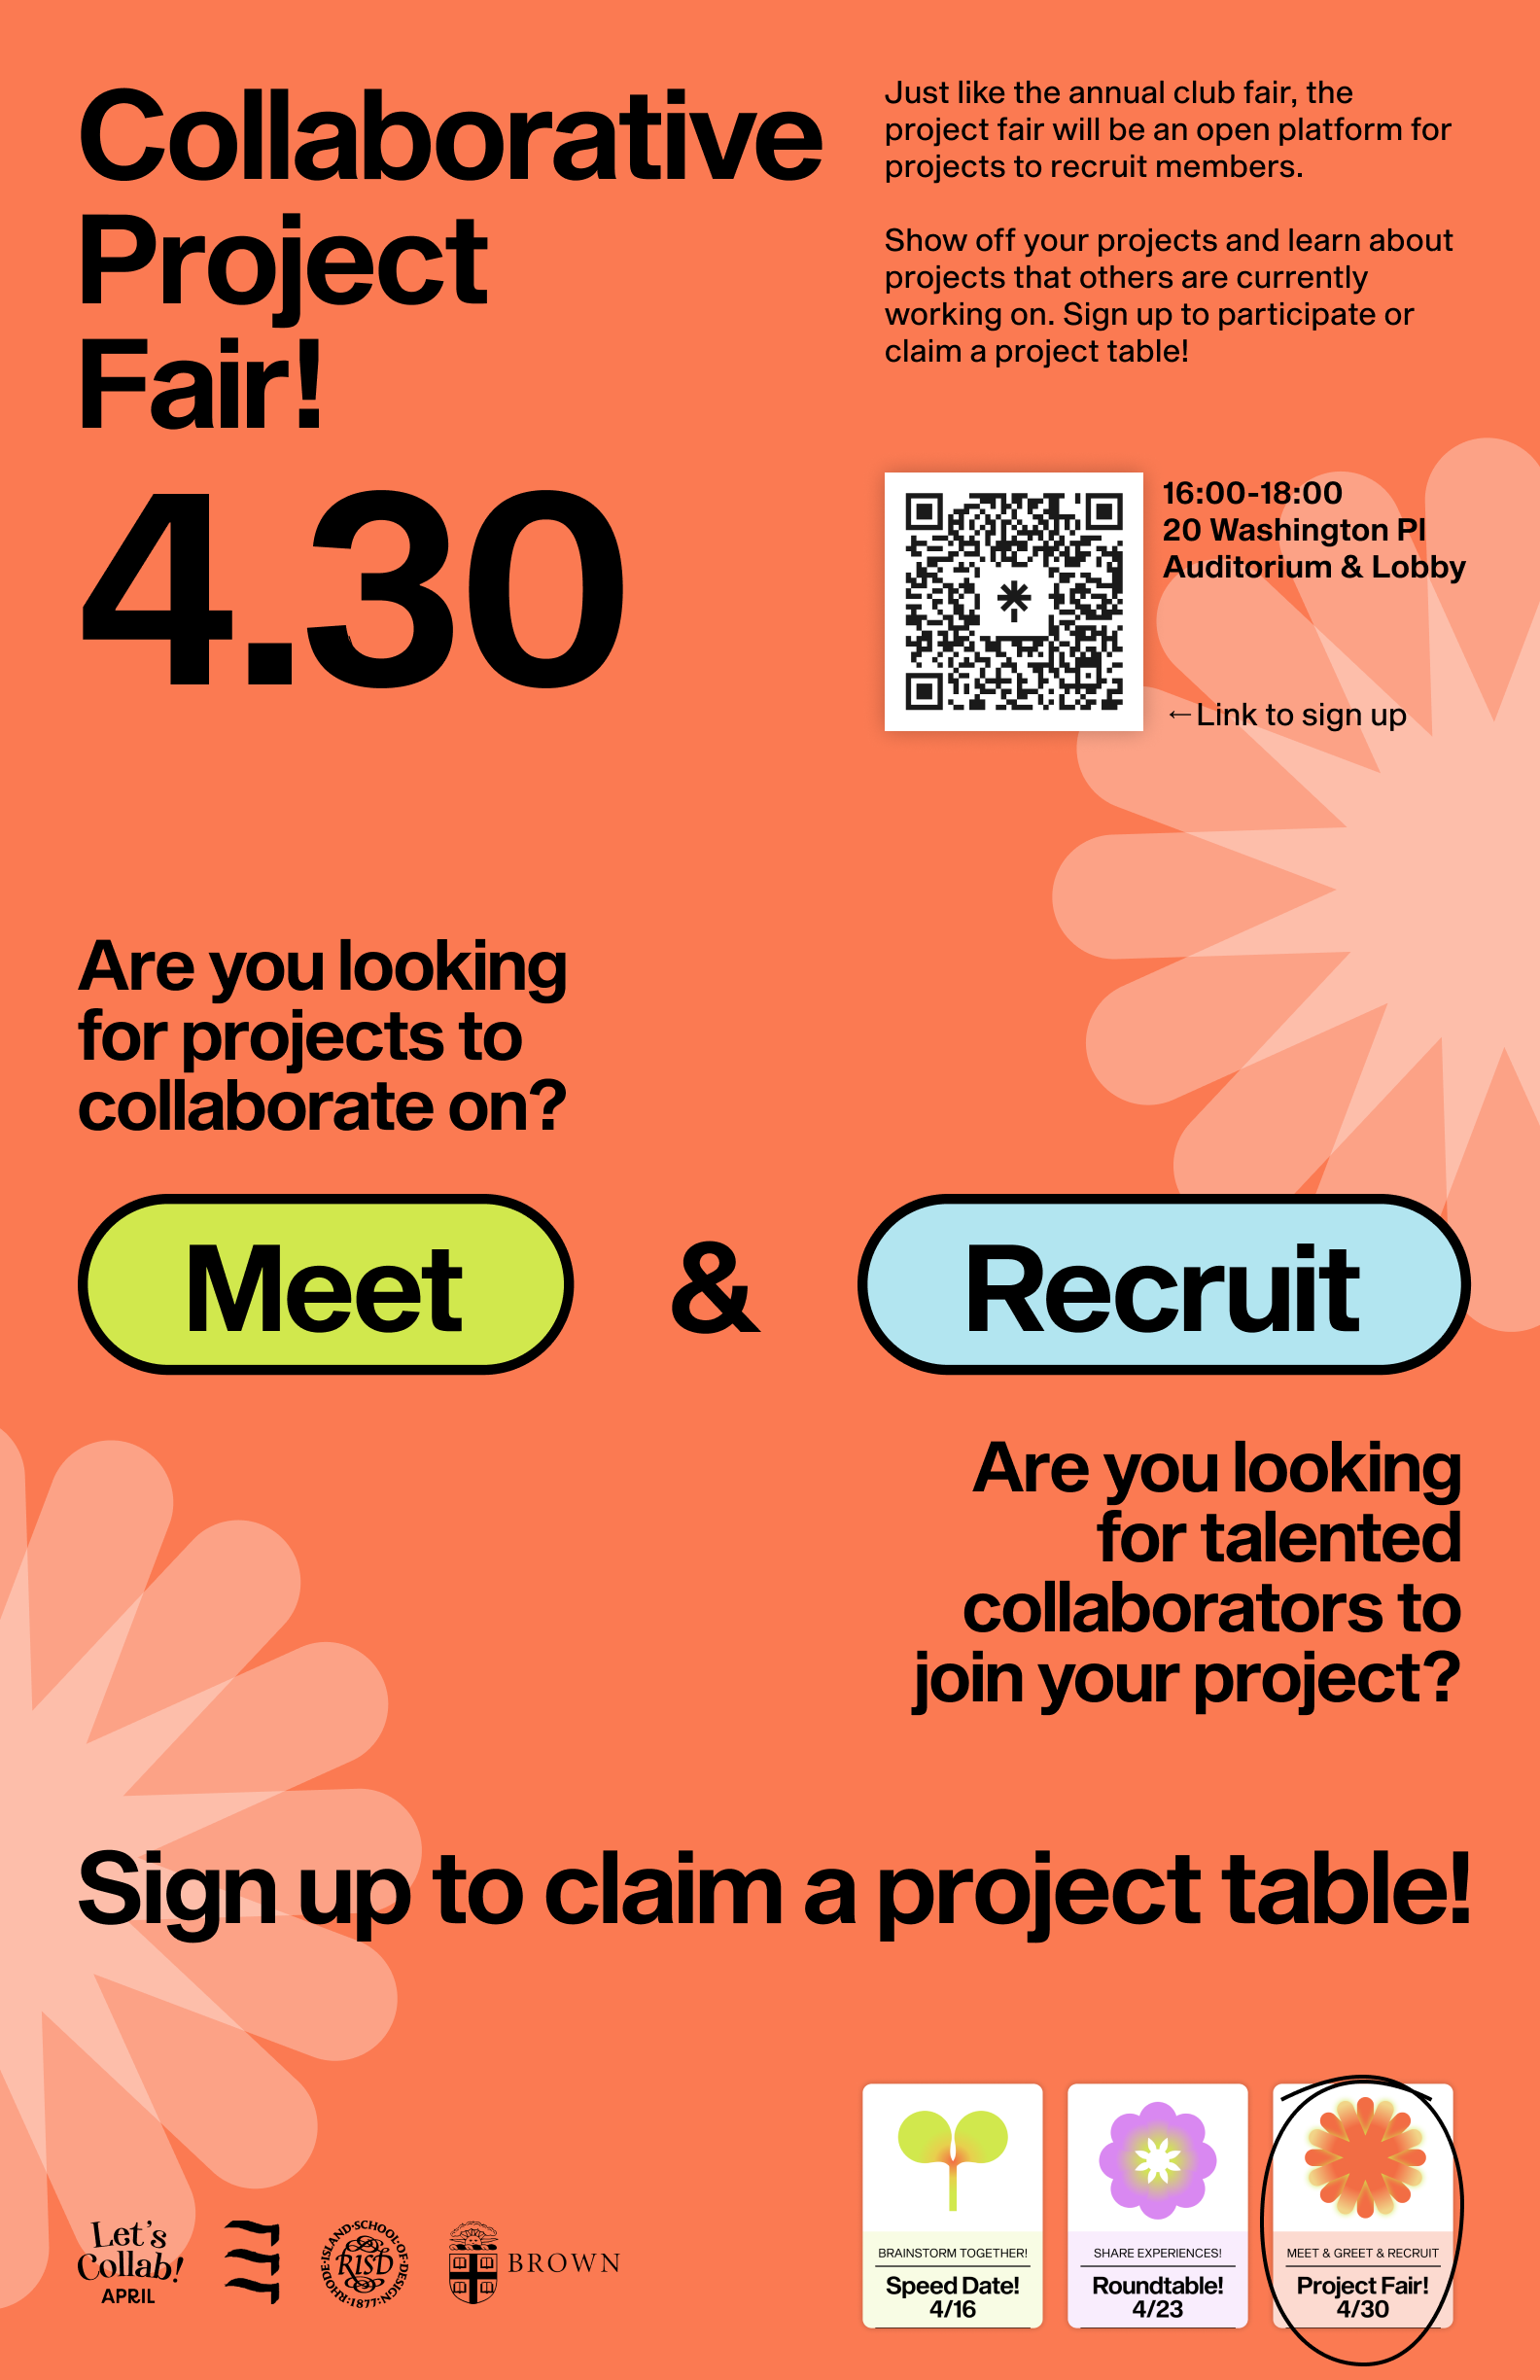 Collaborative
Project
Fair!
4.30
Just like the annual club fair, the
project fair will be an open platform for
projects to recruit members.
Show off your projects and learn about
projects that others are currently
working on. Sign up to participate or
claim a project table!
16:00-18:00
20 Washington Pl
Auditorium & Lobby
←Link to sign up
Are you looking
for projects to
collaborate on?
Meet & Recruit
Are you looking
for talented
collaborators to
join your project?
Sign up to claim a project table!
Let's
Collab!
APRIL
RHODE·ISLAND·SCHOOL·OF·DESIGN·
RISD
·1877·
BROWN
BRAINSTORM TOGETHER!
Speed Date!
4/16
SHARE EXPERIENCES!
Roundtable!
4/23
MEET & GREET & RECRUIT
Project Fair!
4/30